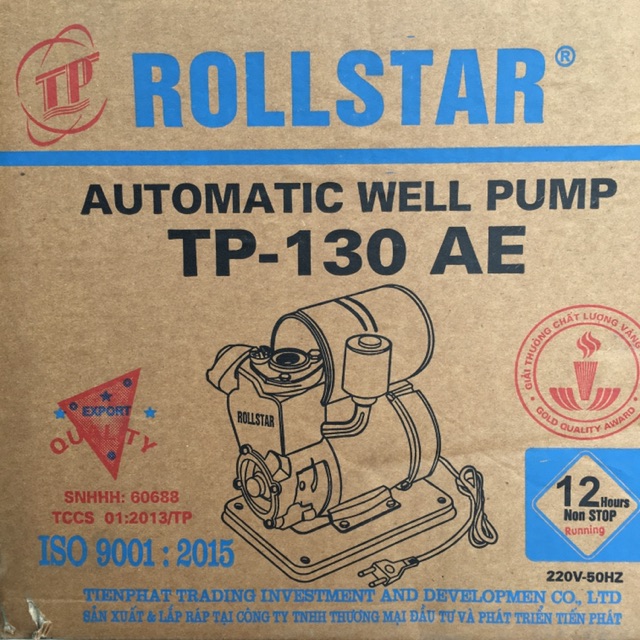 TP
ROLLSTAR®
AUTOMATIC WELL PUMP
TP-130 AE
ROLLSTAR
EXPORT
QUALITY
SNHHH: 60688
TCCS 01:2013/TP
ISO 9001 : 2015
GIẢI THƯỞNG CHẤT LƯỢNG VÀNG
GOLD QUALITY AWARD
12 Hours
Non STOP
Running
220V-50HZ
TIENPHAT TRADING INVESTMENT AND DEVELOPMEN CO., LTD
SẢN XUẤT & LẮP RÁP TẠI CÔNG TY TNHH THƯƠNG MẠI ĐẦU TƯ VÀ PHÁT TRIỂN TIẾN PHÁT